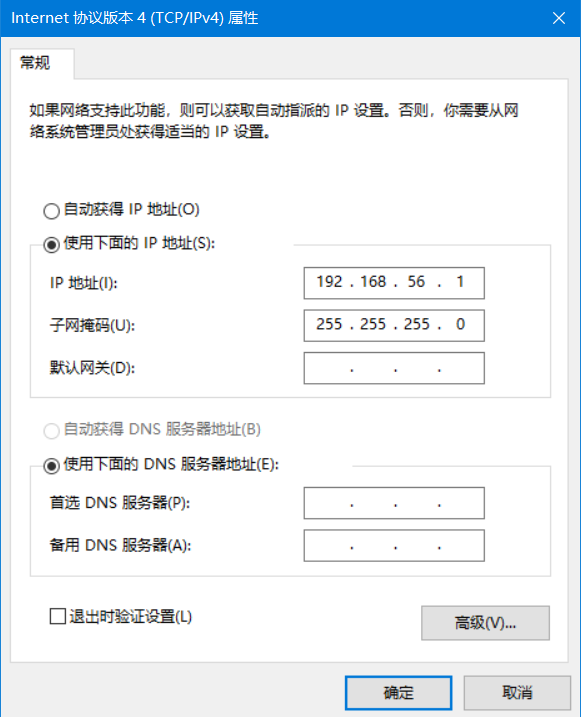 Internet 协议版本 4 (TCP/IPv4) 属性
常规
如果网络支持此功能，则可以获取自动指派的 IP 设置。否则，你需要从网
络系统管理员处获得适当的 IP 设置。
自动获得 IP 地址(O)
使用下面的 IP 地址(S):
IP 地址(I): 192 . 168 . 56 . 1
子网掩码(U): 255 . 255 . 255 . 0
默认网关(D): . . .
自动获得 DNS 服务器地址(B)
使用下面的 DNS 服务器地址(E):
首选 DNS 服务器(P): . . .
备用 DNS 服务器(A): . . .
退出时验证设置(L)
高级(V)...
确定 取消